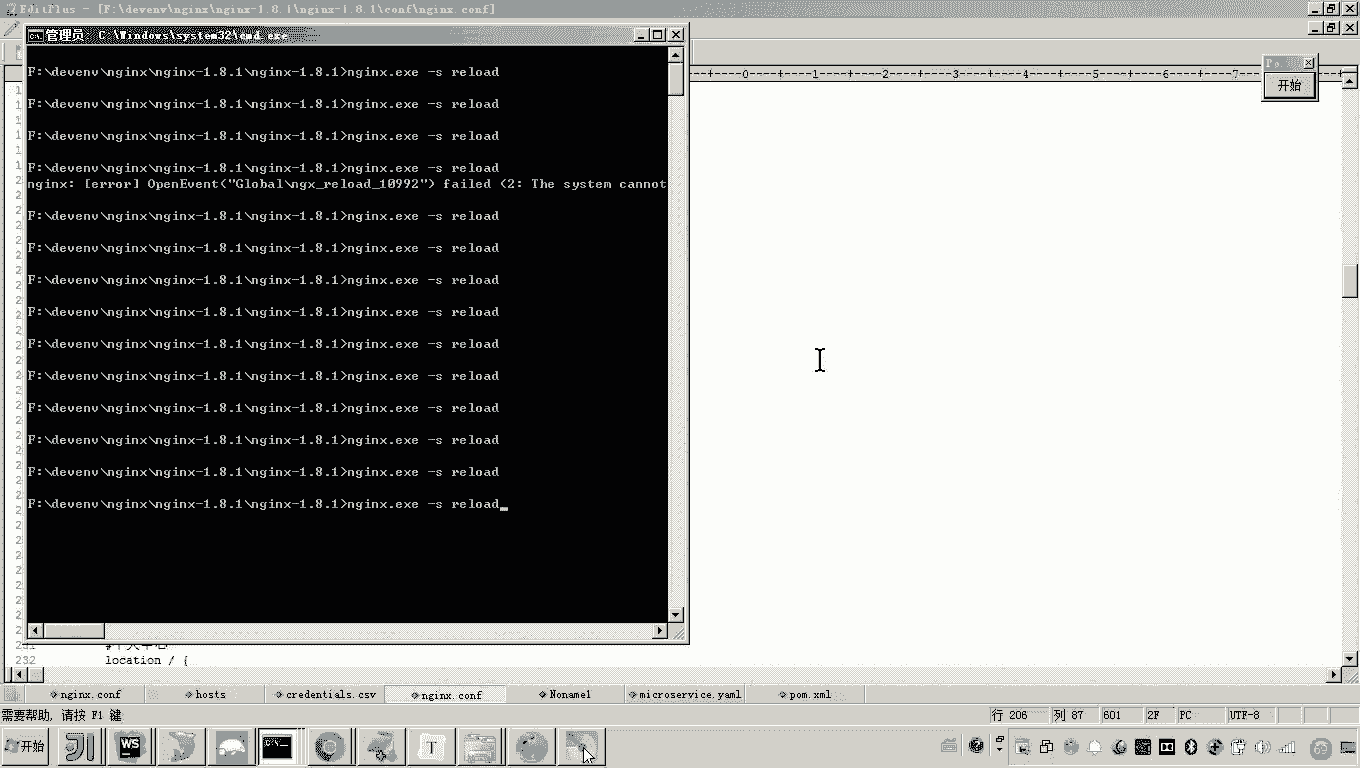 EditPlus - [F:\devenv\nginx\nginx-1.8.1\nginx-1.8.1\conf\nginx.conf]
管理员: C:\Windows\system32\cmd.exe
F:\devenv\nginx\nginx-1.8.1\nginx-1.8.1>nginx.exe -s reload
F:\devenv\nginx\nginx-1.8.1\nginx-1.8.1>nginx.exe -s reload
F:\devenv\nginx\nginx-1.8.1\nginx-1.8.1>nginx.exe -s reload
F:\devenv\nginx\nginx-1.8.1\nginx-1.8.1>nginx.exe -s reload
nginx: [error] OpenEvent("Global\ngx_reload_10992") failed (2: The system cannot
F:\devenv\nginx\nginx-1.8.1\nginx-1.8.1>nginx.exe -s reload
F:\devenv\nginx\nginx-1.8.1\nginx-1.8.1>nginx.exe -s reload
F:\devenv\nginx\nginx-1.8.1\nginx-1.8.1>nginx.exe -s reload
F:\devenv\nginx\nginx-1.8.1\nginx-1.8.1>nginx.exe -s reload
F:\devenv\nginx\nginx-1.8.1\nginx-1.8.1>nginx.exe -s reload
F:\devenv\nginx\nginx-1.8.1\nginx-1.8.1>nginx.exe -s reload
F:\devenv\nginx\nginx-1.8.1\nginx-1.8.1>nginx.exe -s reload
F:\devenv\nginx\nginx-1.8.1\nginx-1.8.1>nginx.exe -s reload
F:\devenv\nginx\nginx-1.8.1\nginx-1.8.1>nginx.exe -s reload
F:\devenv\nginx\nginx-1.8.1\nginx-1.8.1>nginx.exe -s reload_
0 1 2 3 4 5 6 7
开始
232 location / {
nginx.conf hosts credentials.csv nginx.conf Noname1 microservice.yaml pom.xml
需要帮助, 请按 F1 键 行 206 列 87 601 2F PC UTF-8
开始 WS T 69